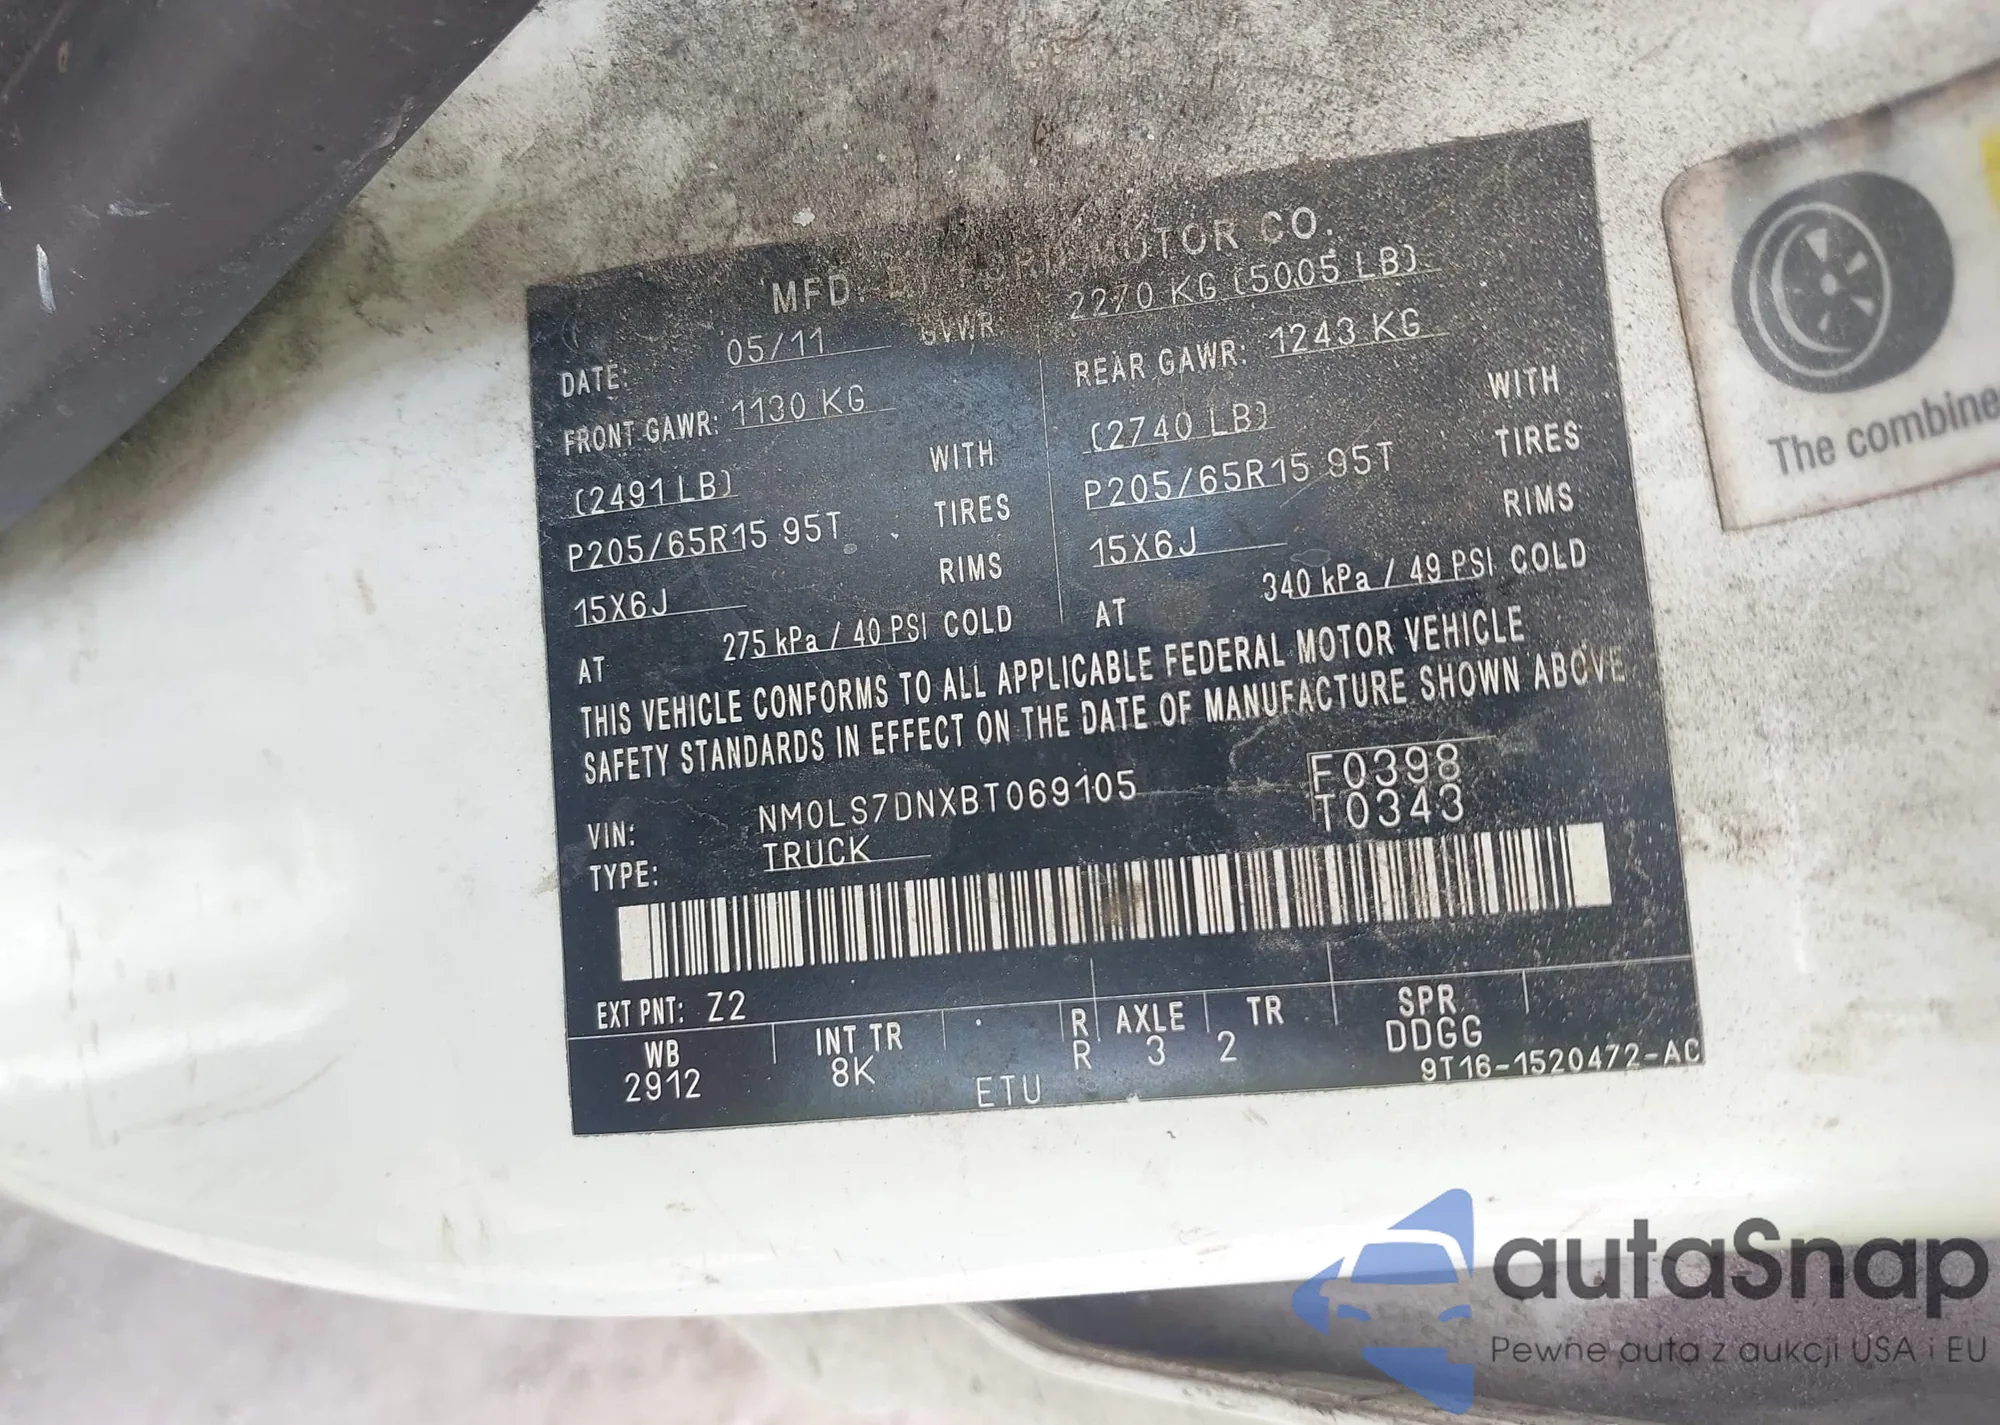 MFD. BY FORD MOTOR CO.
DATE: 05/11 GVWR 2270 KG (5005 LB)
FRONT GAWR: 1130 KG REAR GAWR: 1243 KG
(2491 LB) WITH (2740 LB) WITH
P205/65R15 95T TIRES P205/65R15 95T TIRES
15X6J RIMS 15X6J RIMS
AT 275 kPa / 40 PSI COLD AT 340 kPa / 49 PSI COLD
THIS VEHICLE CONFORMS TO ALL APPLICABLE FEDERAL MOTOR VEHICLE
SAFETY STANDARDS IN EFFECT ON THE DATE OF MANUFACTURE SHOWN ABOVE
VIN: NM0LS7DNXBT069105 F0398
TYPE: TRUCK T0343
EXT PNT: Z2
WB INT TR R AXLE TR SPR
2912 8K R 3 2 DDGG
ETU 9T16-1520472-AC
The combine
autaSnap
Pewne auta z aukcji USA i EU